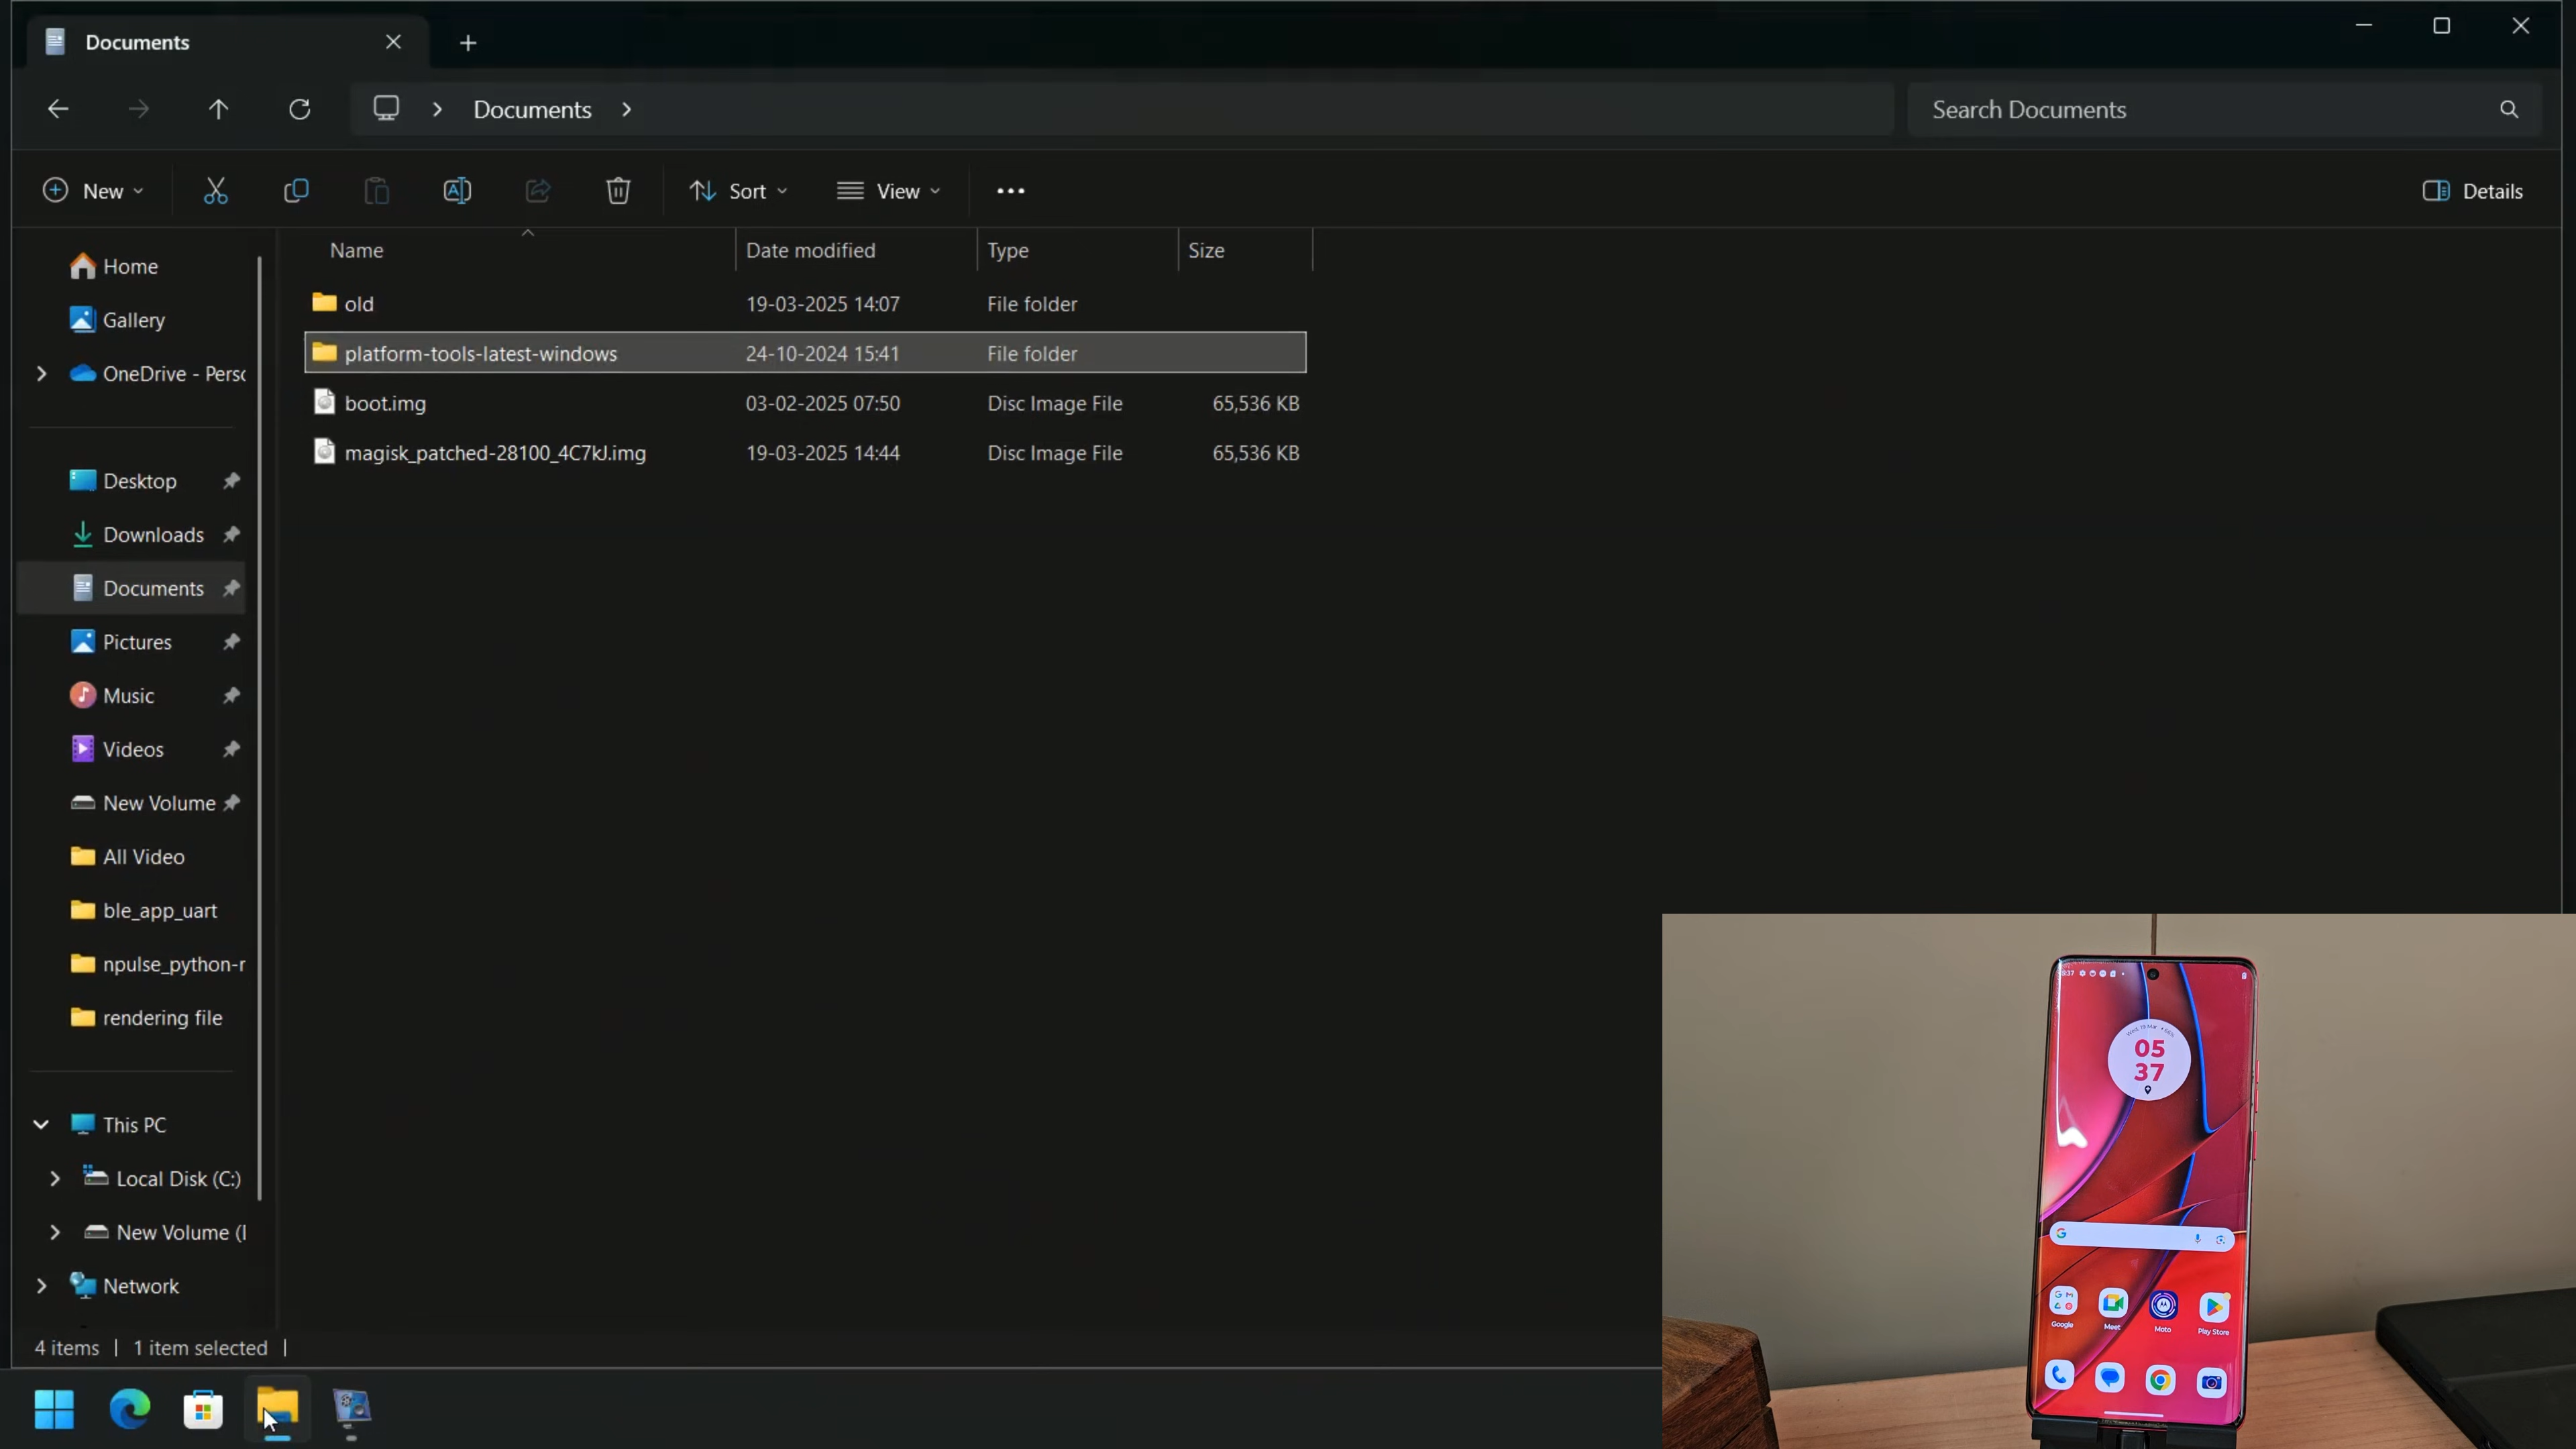 Documents
Documents
Search Documents
New
Sort
View
Details
Name Date modified Type Size
old 19-03-2025 14:07 File folder
platform-tools-latest-windows 24-10-2024 15:41 File folder
boot.img 03-02-2025 07:50 Disc Image File 65,536 KB
magisk_patched-28100_4C7kJ.img 19-03-2025 14:44 Disc Image File 65,536 KB
Home
Gallery
OneDrive - Perso
Desktop
Downloads
Documents
Pictures
Music
Videos
New Volume
All Video
ble_app_uart
npulse_python-r
rendering file
This PC
Local Disk (C:)
New Volume (
Network
4 items | 1 item selected |
05
37
Google Meet Moto Play Store